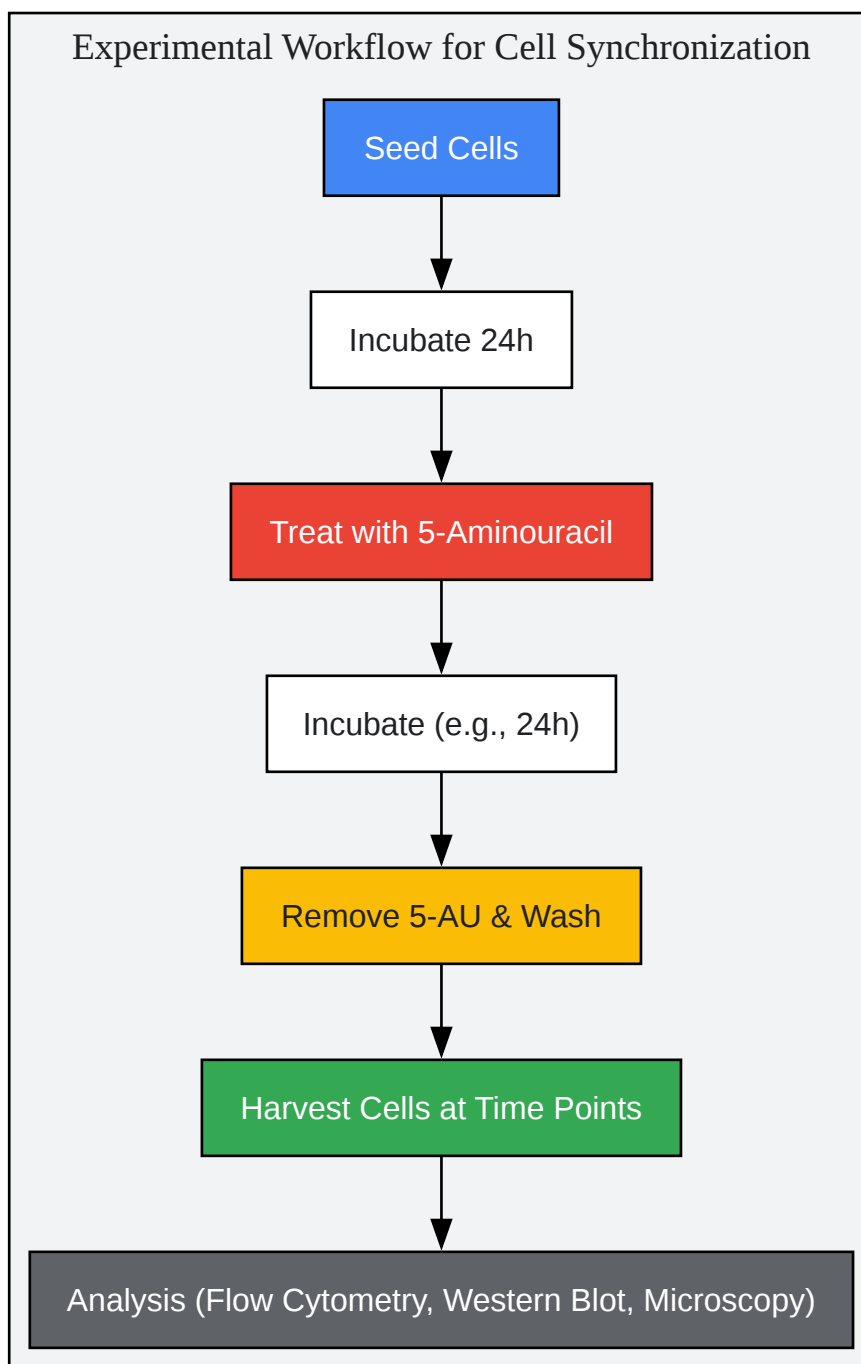 Experimental Workflow for Cell Synchronization
Seed Cells
Incubate 24h
Treat with 5-Aminouracil
Incubate (e.g., 24h)
Remove 5-AU & Wash
Harvest Cells at Time Points
Analysis (Flow Cytometry, Western Blot, Microscopy)